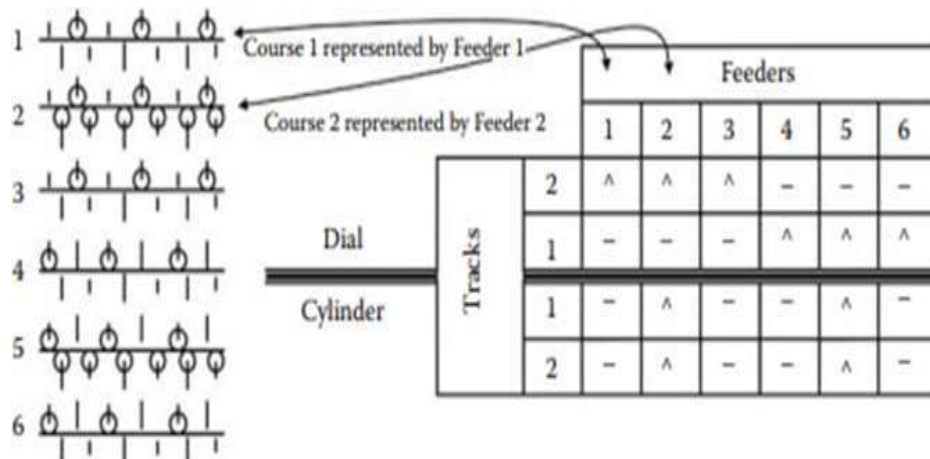 1
Course 1 represented by Feeder 1
2
Course 2 represented by Feeder 2
3
4
5
6
Feeders
1 2 3 4 5 6
Dial
Cylinder
Tracks
2 ^ ^ ^ – – –
1 – – – ^ ^ ^
1 – ^ – – ^ –
2 – ^ – – ^ –